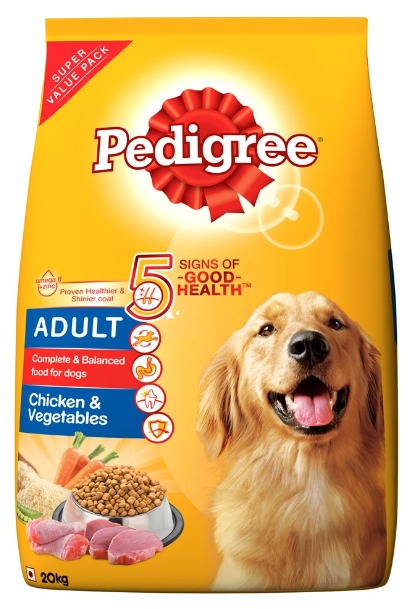 SUPER
VALUE PACK
Pedigree®
5 SIGNS OF
-GOOD-
HEALTH™
omega 6
+zinc
Proven Healthier &
Shinier coat
ADULT
Complete & Balanced
food for dogs
Chicken &
Vegetables
20kg